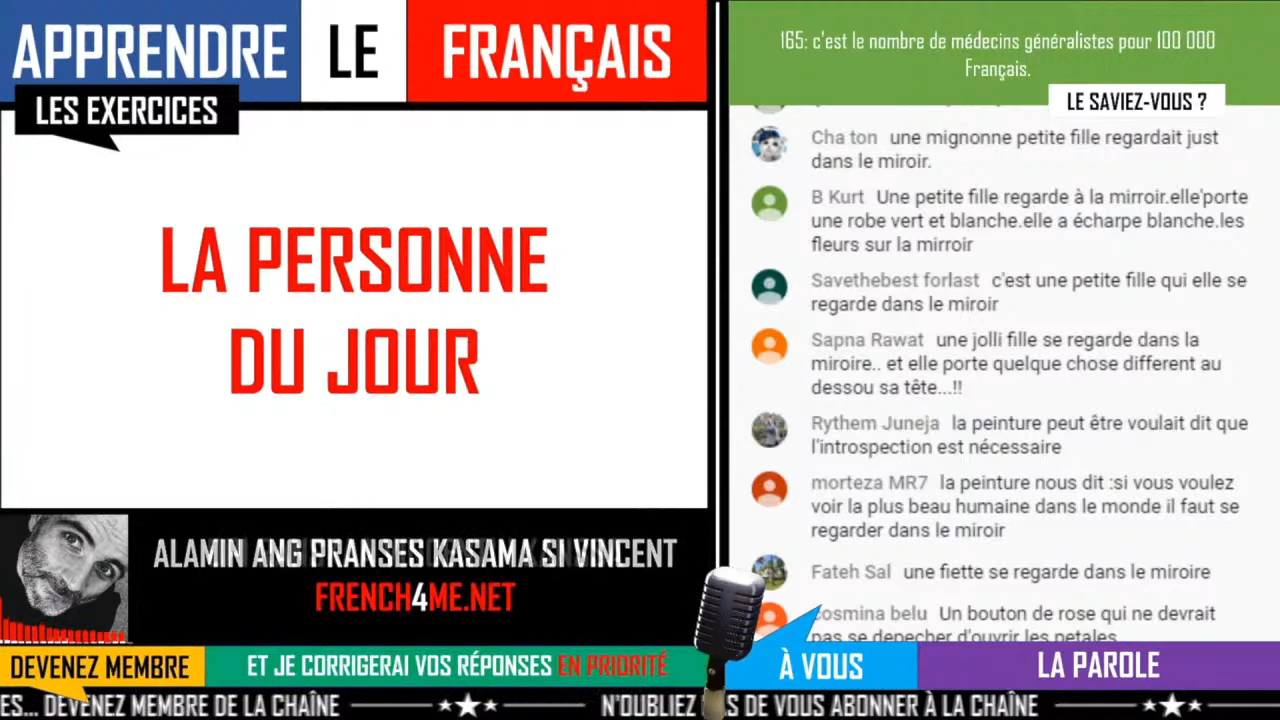 APPRENDRE LE FRANÇAIS
LES EXERCICES
LA PERSONNE
DU JOUR
ALAMIN ANG PRANSES KASAMA SI VINCENT
FRENCH4ME.NET
DEVENEZ MEMBRE
ET JE CORRIGERAI VOS RÉPONSES EN PRIORITÉ
165: c'est le nombre de médecins généralistes pour 100 000
Français.
LE SAVIEZ-VOUS ?
Cha ton une mignonne petite fille regardait just
dans le miroir.
B Kurt Une petite fille regarde à la mirroir.elle'porte
une robe vert et blanche.elle a écharpe blanche.les
fleurs sur la mirroir
Savethebest forlast c'est une petite fille qui elle se
regarde dans le miroir
Sapna Rawat une jolli fille se regarde dans la
miroire.. et elle porte quelque chose different au
dessou sa tête...!!
Rythem Juneja la peinture peut être voulait dit que
l'introspection est nécessaire
morteza MR7 la peinture nous dit :si vous voulez
voir la plus beau humaine dans le monde il faut se
regarder dans le miroir
Fateh Sal une fiette se regarde dans le miroire
cosmina belu Un bouton de rose qui ne devrait
pas se depecher d'ouvrir les petales
À VOUS
LA PAROLE
ES... DEVENEZ MEMBRE DE LA CHAÎNE
N'OUBLIEZ DE VOUS ABONNER À LA CHAÎNE